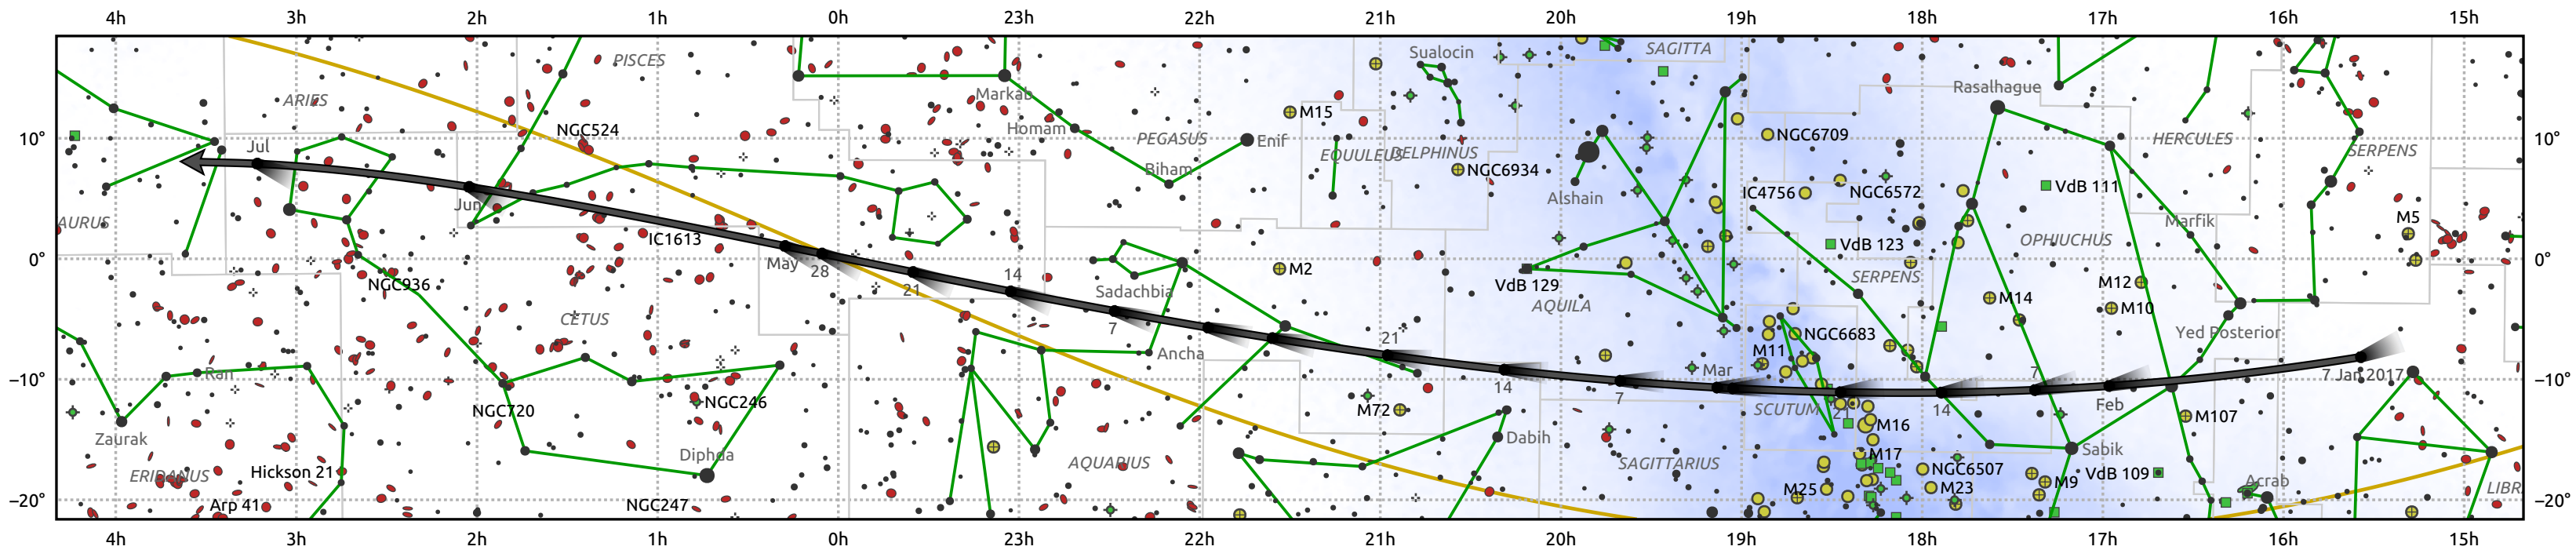 4h 3h 2h 1h 0h 23h 22h 21h 20h 19h 18h 17h 16h 15h
PISCES Sualocin SAGITTA
ARIES Markab Rasalhague
10° NGC524 Homam PEGASUS Enif M15 NGC6709 HERCULES 10°
Jul Biham EQUULEUS DELPHINUS NGC6934 SERPENS
Jun Alshain IC4756 NGC6572 VdB 111
AURUS IC1613 Marfik M5
0° May 28 14 M2 VdB 123 OPHIUCHUS 0°
NGC936 21 Sadachbia VdB 129 AQUILA SERPENS M12
CETUS 7 M14 M10
Ancha 21 NGC6683 Yed Posterior
−10° Ran 14 7 Mar M11 7 7 Jan 2017 −10°
NGC720 NGC246 M72 SCUTUM 21 14 Feb M107
Zaurak Diphda AQUARIUS Dabih M16 Sabik
ERIDANUS Hickson 21 SAGITTARIUS M17 NGC6507 VdB 109
−20° Arp 41 NGC247 M25 M23 M9 Acrab LIBR −20°
4h 3h 2h 1h 0h 23h 22h 21h 20h 19h 18h 17h 16h 15h